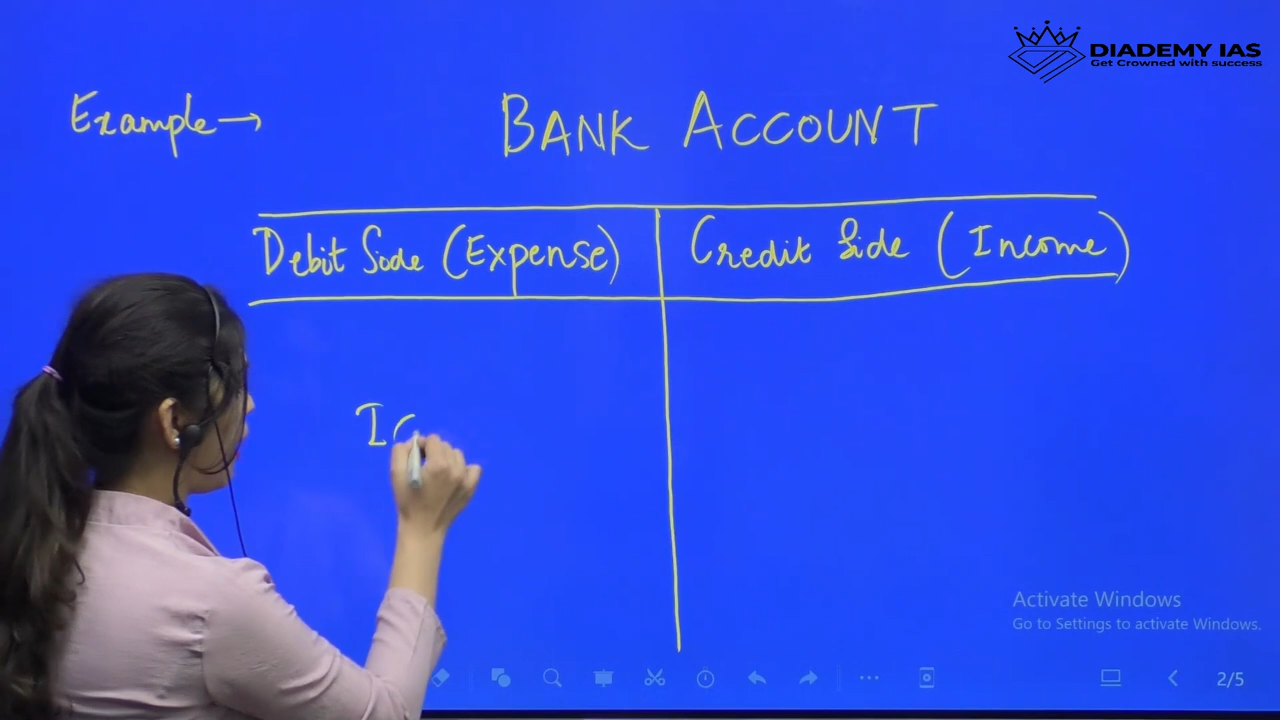 DIADEMY IAS
Get Crowned with success
Example → BANK ACCOUNT
Debit Side (Expense) Credit Side (Income)
Activate Windows
Go to Settings to activate Windows.
2/5